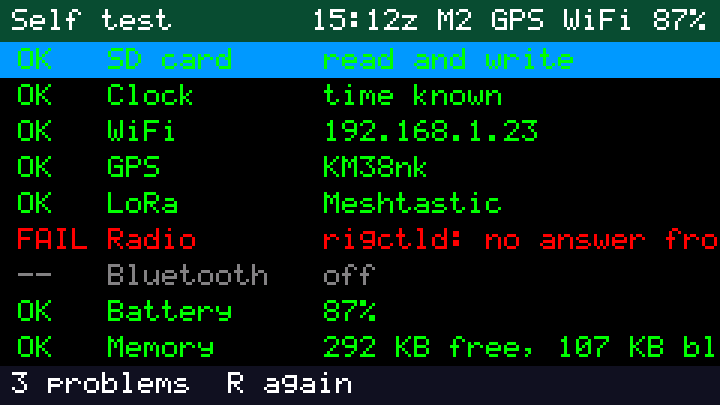 Self test 15:12z M2 GPS WiFi 87%
OK SD card read and write
OK Clock time known
OK WiFi 192.168.1.23
OK GPS KM38nk
OK LoRa Meshtastic
FAIL Radio rigctld: no answer fro
-- Bluetooth off
OK Battery 87%
OK Memory 292 KB free, 107 KB bl
3 problems R again